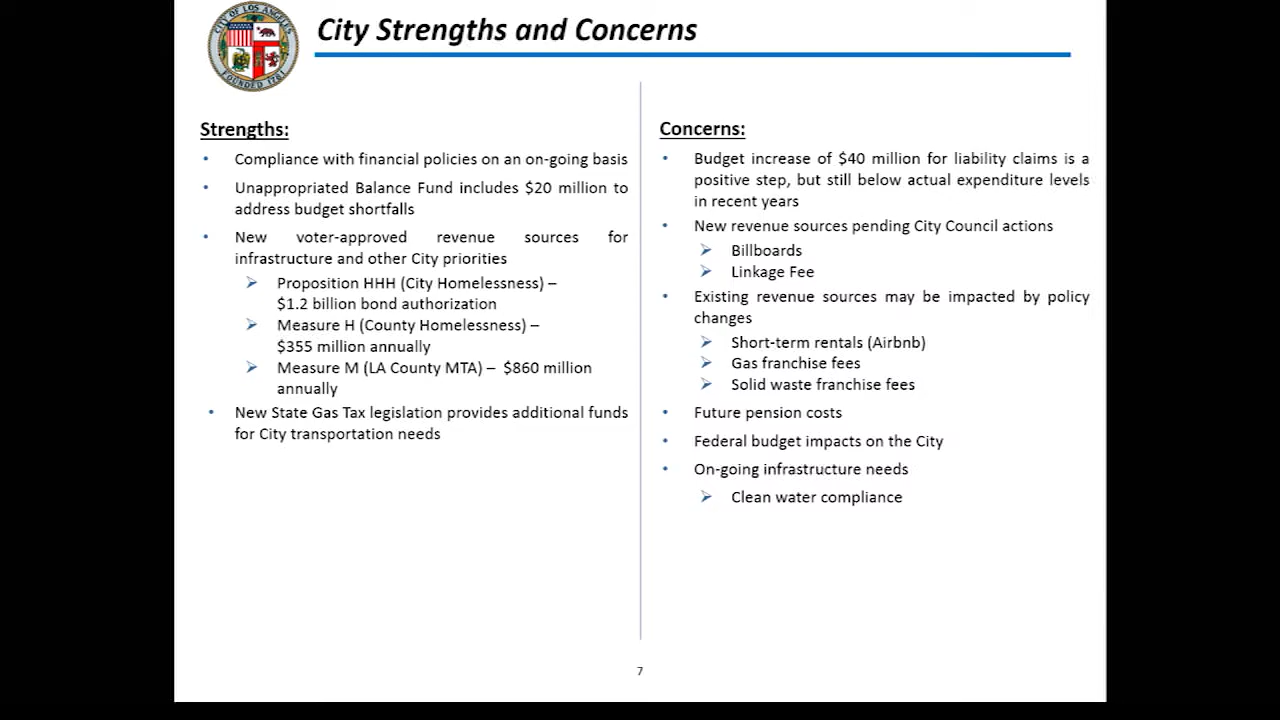 CITY OF LOS ANGELES
FOUNDED 1781
City Strengths and Concerns
Strengths:
• Compliance with financial policies on an on-going basis
• Unappropriated Balance Fund includes $20 million to
address budget shortfalls
• New voter-approved revenue sources for
infrastructure and other City priorities
➢ Proposition HHH (City Homelessness) –
$1.2 billion bond authorization
➢ Measure H (County Homelessness) –
$355 million annually
➢ Measure M (LA County MTA) – $860 million
annually
• New State Gas Tax legislation provides additional funds
for City transportation needs
Concerns:
• Budget increase of $40 million for liability claims is a
positive step, but still below actual expenditure levels
in recent years
• New revenue sources pending City Council actions
➢ Billboards
➢ Linkage Fee
• Existing revenue sources may be impacted by policy
changes
➢ Short-term rentals (Airbnb)
➢ Gas franchise fees
➢ Solid waste franchise fees
• Future pension costs
• Federal budget impacts on the City
• On-going infrastructure needs
➢ Clean water compliance
7